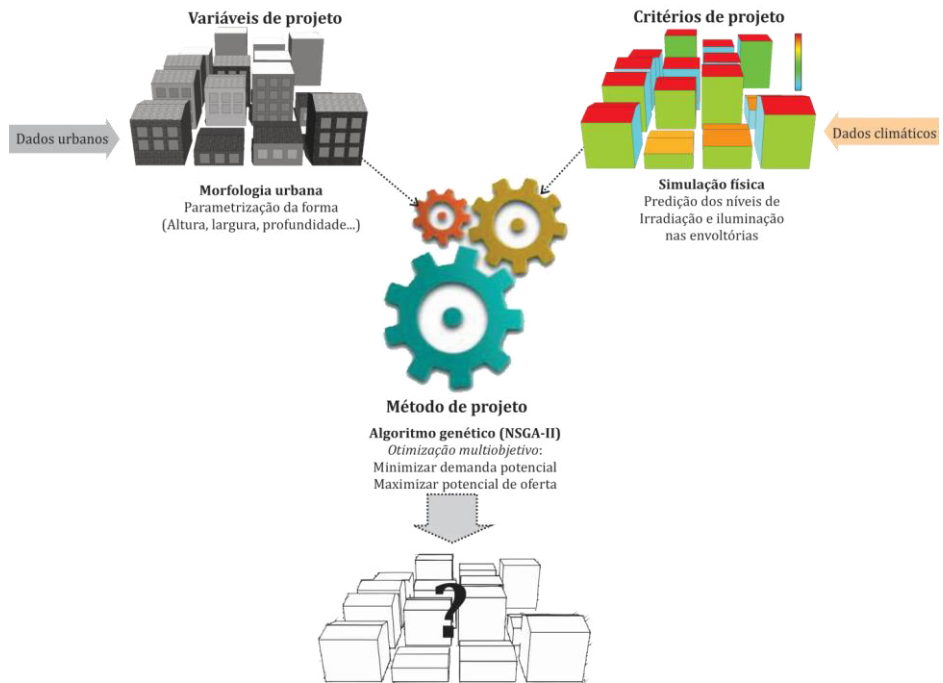 Variáveis de projeto
Critérios de projeto
Dados urbanos
Dados climáticos
Morfologia urbana
Parametrização da forma
(Altura, largura, profundidade...)
Simulação física
Predição dos níveis de
Irradiação e iluminação
nas envoltórias
Método de projeto
Algoritmo genético (NSGA-II)
Otimização multiobjetivo:
Minimizar demanda potencial
Maximizar potencial de oferta
?